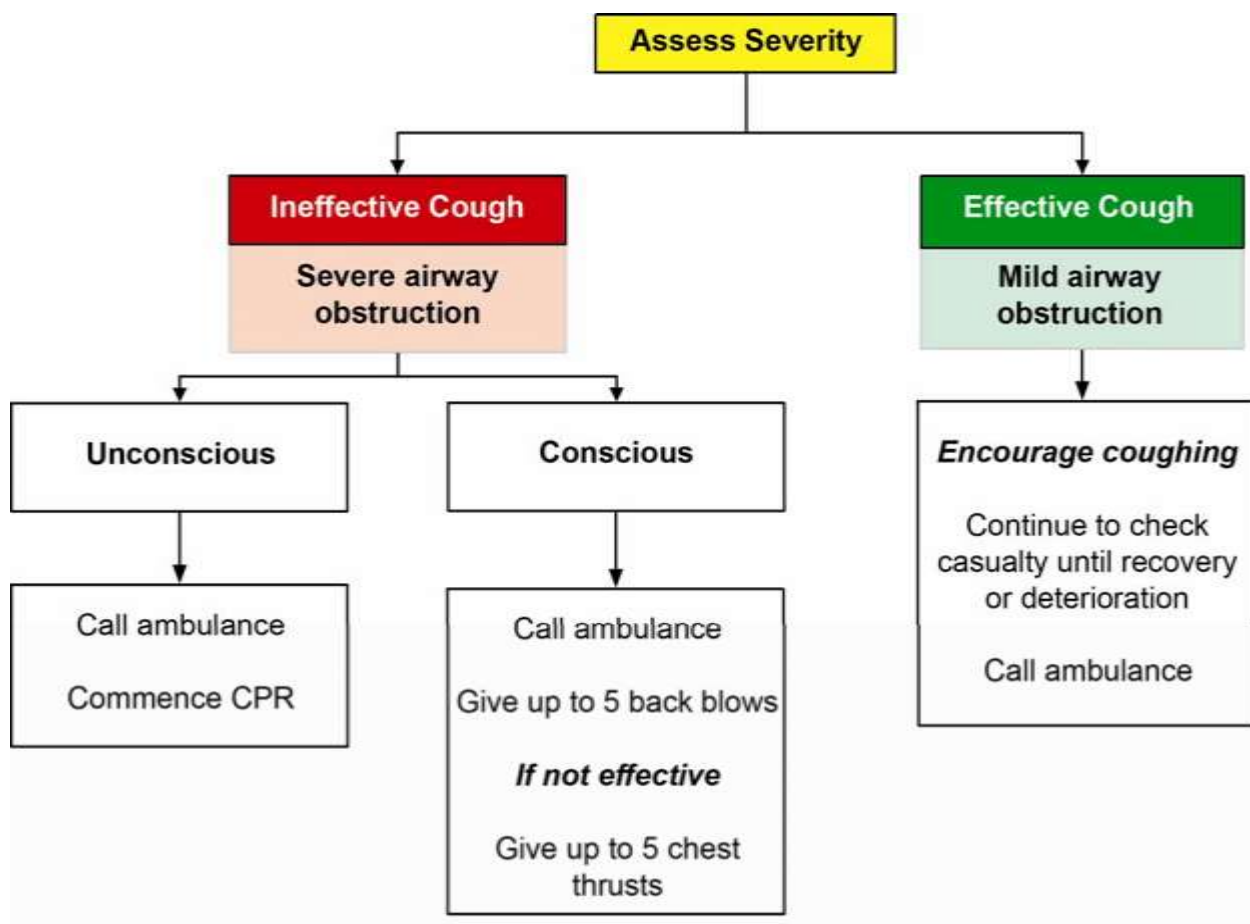 Assess Severity
Ineffective Cough
Severe airway
obstruction
Effective Cough
Mild airway
obstruction
Unconscious
Call ambulance
Commence CPR
Conscious
Call ambulance
Give up to 5 back blows
If not effective
Give up to 5 chest
thrusts
Encourage coughing
Continue to check
casualty until recovery
or deterioration
Call ambulance